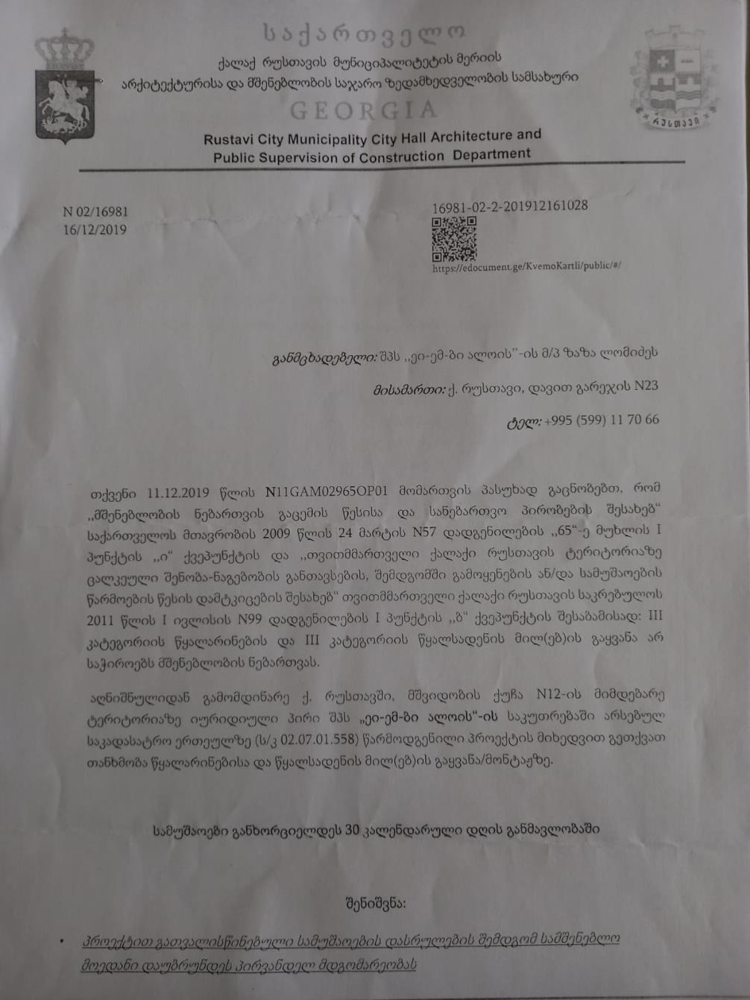 საქართველო
ქალაქ რუსთავის მუნიციპალიტეტის მერიის
არქიტექტურისა და მშენებლობის საჯარო ზედამხედველობის სამსახური
GEORGIA
რუსთავი
Rustavi City Municipality City Hall Architecture and
Public Supervision of Construction Department
N 02/16981
16/12/2019
16981-02-2-201912161028
https://edocument.ge/KvemoKartli/public/#/
განმცხადებელი: შპს ,,ეი-ემ-ბი ალოის"-ის მ/პ ზაზა ლომიძეს
მისამართი: ქ. რუსთავი, დავით გარეჯის N23
ტელ: +995 (599) 11 70 66
თქვენი 11.12.2019 წლის N11GAM02965OP01 მომართვის პასუხად გაცნობებთ, რომ
,,მშენებლობის ნებართვის გაცემის წესისა და სანებართვო პირობების შესახებ“
საქართველოს მთავრობის 2009 წლის 24 მარტის N57 დადგენილების ,,65“-ე მუხლის I
პუნქტის ,,ი“ ქვეპუნქტის და ,,თვითმმართველი ქალაქი რუსთავის ტერიტორიაზე
ცალკეული შენობა-ნაგებობის განთავსების, შემდგომში გამოყენების ან/და სამუშაოების
წარმოების წესის დამტკიცების შესახებ“ თვითმმართველი ქალაქი რუსთავის საკრებულოს
2011 წლის I ივლისის N99 დადგენილების I პუნქტის ,,ბ“ ქვეპუნქტის შესაბამისად: III
კატეგორიის წყალარინების და III კატეგორიის წყალსადენის მილ(ებ)ის გაყვანა არ
საჭიროებს მშენებლობის ნებართვას.
აღნიშნულიდან გამომდინარე ქ. რუსთავში, მშვიდობის ქუჩა N12-ის მიმდებარე
ტერიტორიაზე იურიდიული პირი შპს „ეი-ემ-ბი ალოის“-ის საკუთრებაში არსებულ
საკადასატრო ერთეულზე (ს/კ 02.07.01.558) წარმოდგენილი პროექტის მიხედვით გეთქვათ
თანხმობა წყალარინებისა და წყალსადენის მილ(ებ)ის გაყვანა/მონტაჟზე.
სამუშაოები განხორციელდეს 30 კალენდარული დღის განმავლობაში
შენიშვნა:
• პროექტით გათვალისწინებული სამუშაოების დასრულების შემდგომ სამშენებლო
მოედანი დაუბრუნდეს პირვანდელ მდგომარეობას